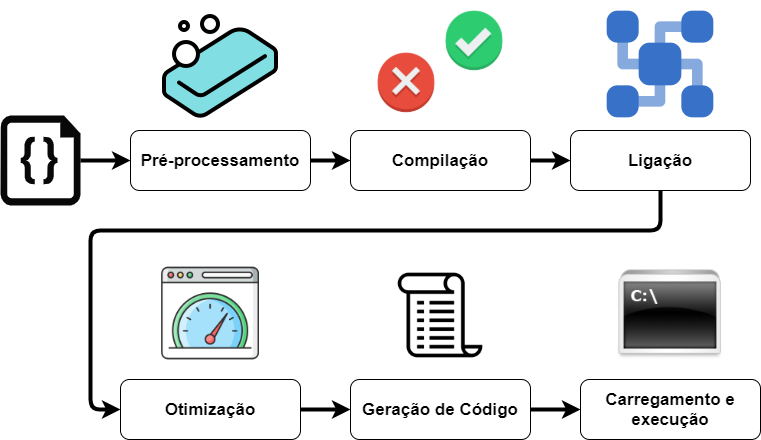 {}
Pré-processamento
Compilação
Ligação
C:\
Otimização
Geração de Código
Carregamento e
execução